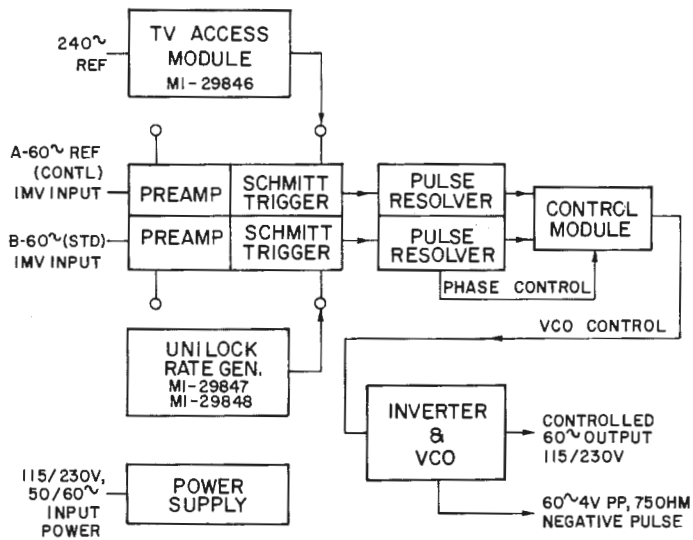 240~
REF
TV ACCESS
MODULE
MI-29846
A-60~ REF
(CONTL)
1MV INPUT
PREAMP
SCHMITT
TRIGGER
PULSE
RESOLVER
CONTROL
MODULE
B-60~(STD)
1MV INPUT
PREAMP
SCHMITT
TRIGGER
PULSE
RESOLVER
PHASE CONTROL
VCO CONTROL
UNILOCK
RATE GEN.
MI-29847
MI-29848
INVERTER
&
VCO
CONTROLLED
60~OUTPUT
115/230V
115/230V,
50/60~
INPUT
POWER
POWER
SUPPLY
60~4V PP, 750HM
NEGATIVE PULSE